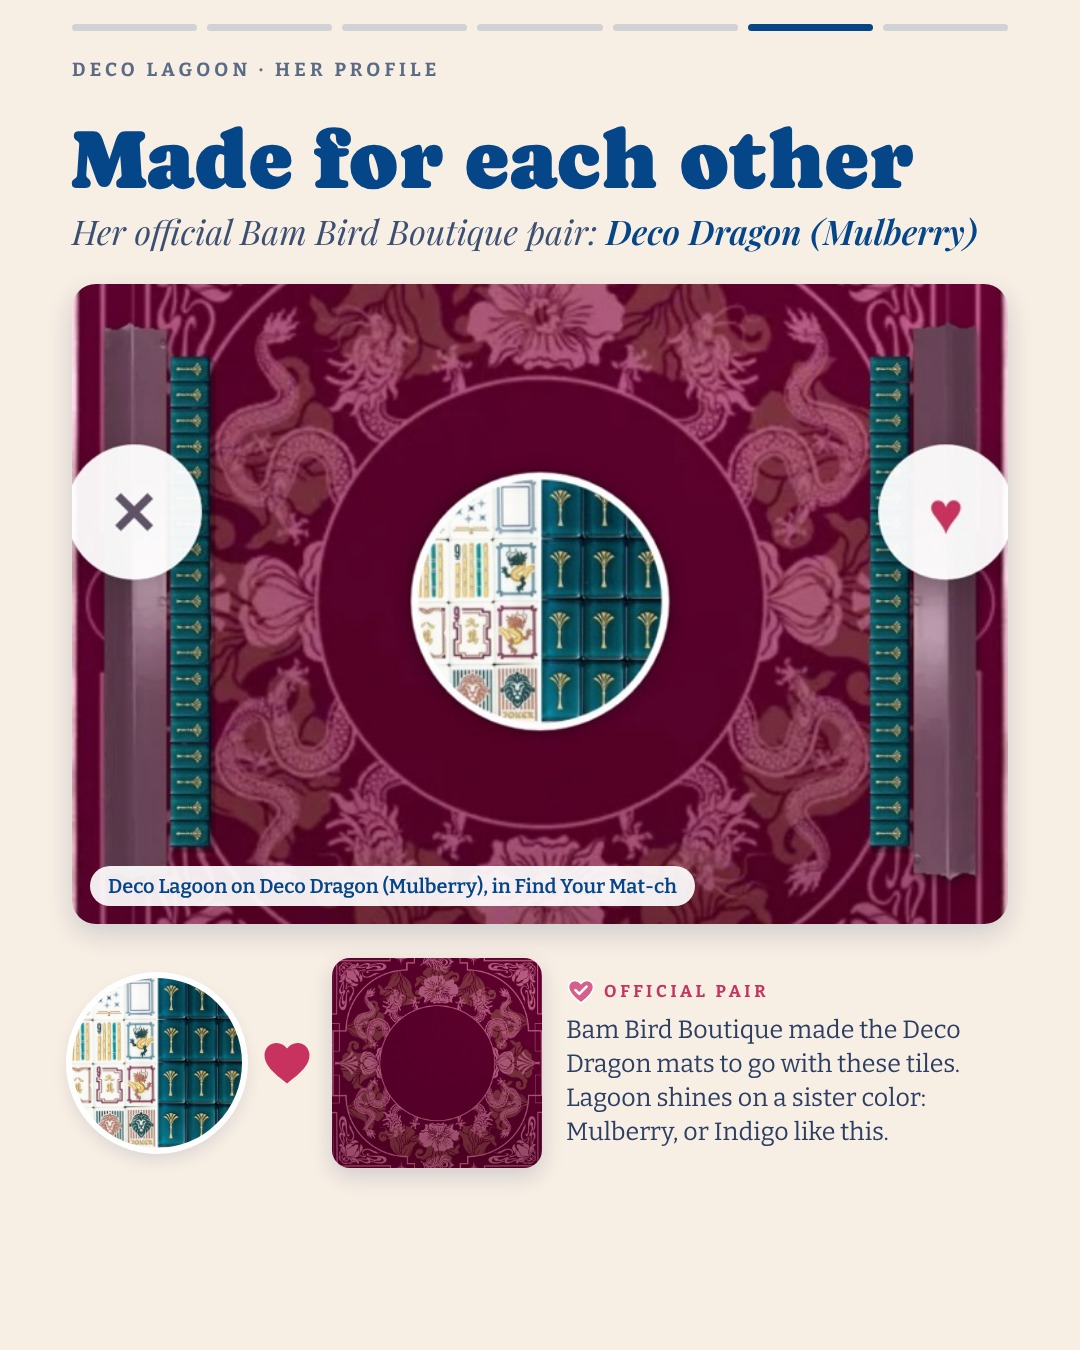 DECO LAGOON · HER PROFILE
Made for each other
Her official Bam Bird Boutique pair: Deco Dragon (Mulberry)
Deco Lagoon on Deco Dragon (Mulberry), in Find Your Mat-ch
OFFICIAL PAIR
Bam Bird Boutique made the Deco
Dragon mats to go with these tiles.
Lagoon shines on a sister color:
Mulberry, or Indigo like this.